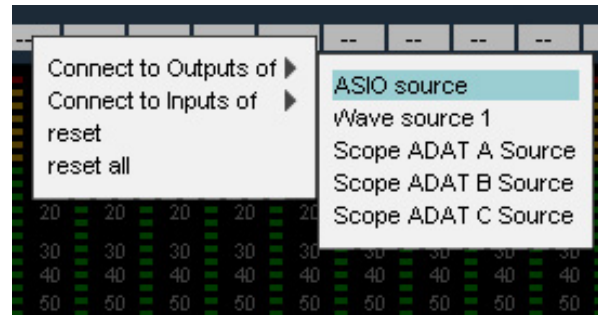 -- -- -- -- --
Connect to Outputs of
Connect to Inputs of
reset
reset all
ASIO source
Wave source 1
Scope ADAT A Source
Scope ADAT B Source
Scope ADAT C Source
20 20 20 20 20
30 30 30 30 30 30 30 30 30
40 40 40 40 40 40 40 40 40
50 50 50 50 50 50 50 50 50